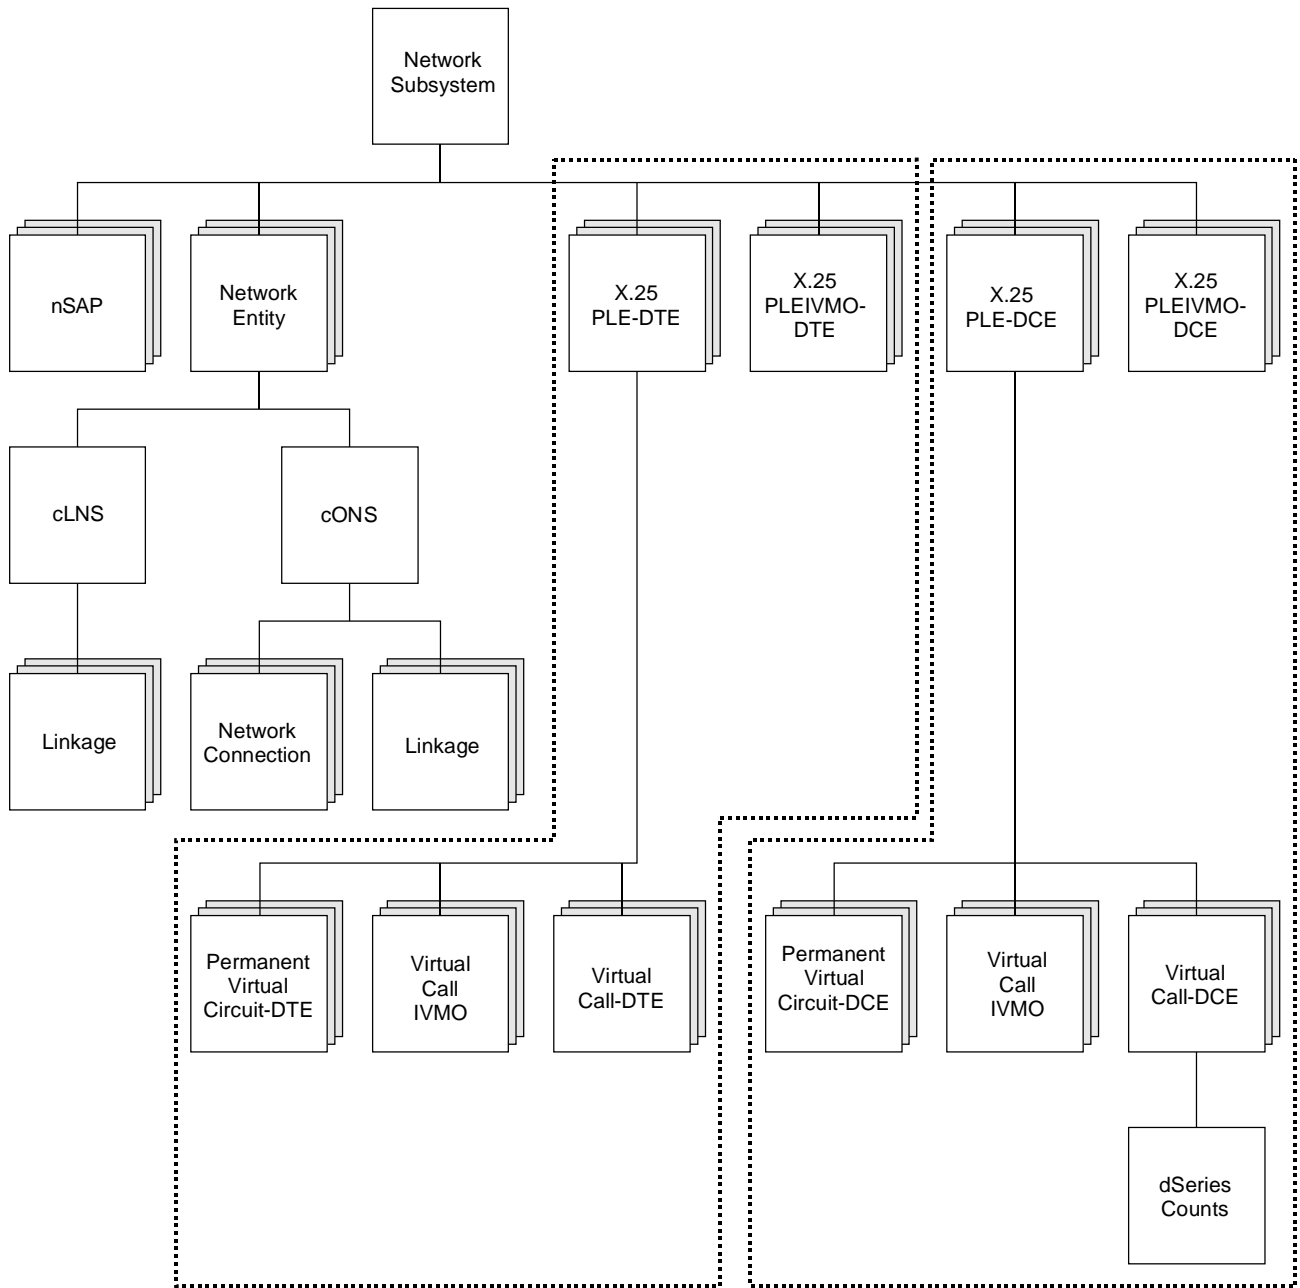 Network
Subsystem
nSAP
Network
Entity
X.25
PLE-DTE
X.25
PLEIVMO-
DTE
X.25
PLE-DCE
X.25
PLEIVMO-
DCE
cLNS
cONS
Linkage
Network
Connection
Linkage
Permanent
Virtual
Circuit-DTE
Virtual
Call
IVMO
Virtual
Call-DTE
Permanent
Virtual
Circuit-DCE
Virtual
Call
IVMO
Virtual
Call-DCE
dSeries
Counts